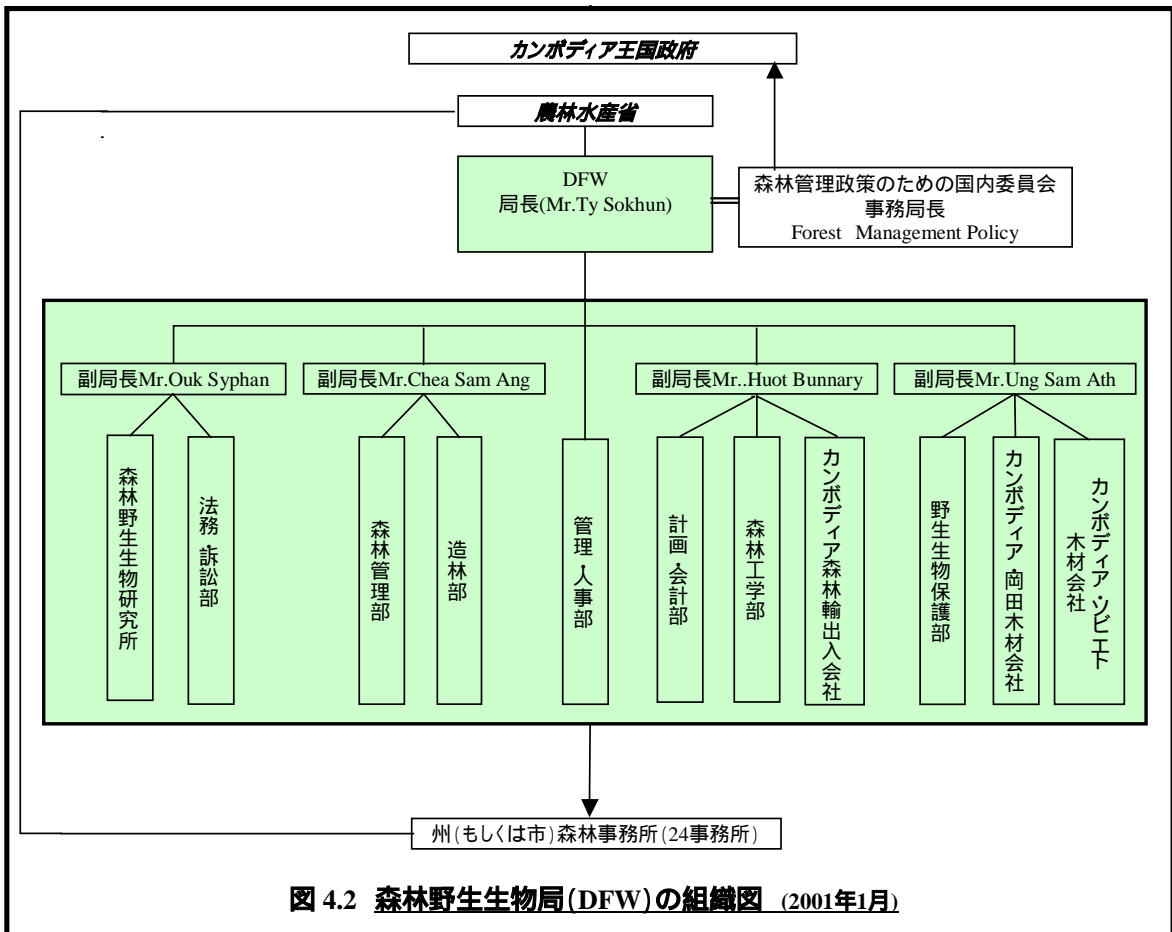 カンボディア王国政府
農林水産省
DFW
局長(Mr.Ty Sokhun)
森林管理政策のための国内委員会
事務局長
Forest Management Policy
副局長Mr.Ouk Syphan
副局長Mr.Chea Sam Ang
副局長Mr..Huot Bunnary
副局長Mr.Ung Sam Ath
森林野生生物研究所
法務・訴訟部
森林管理部
造林部
管理・人事部
計画・会計部
森林工学部
カンボディア森林輸出入会社
野生生物保護部
カンボディア・岡田木材会社
カンボディア・ソビエト
木材会社
州(もしくは市)森林事務所(24事務所)
図 4.2 森林野生生物局(DFW)の組織図 (2001年1月)